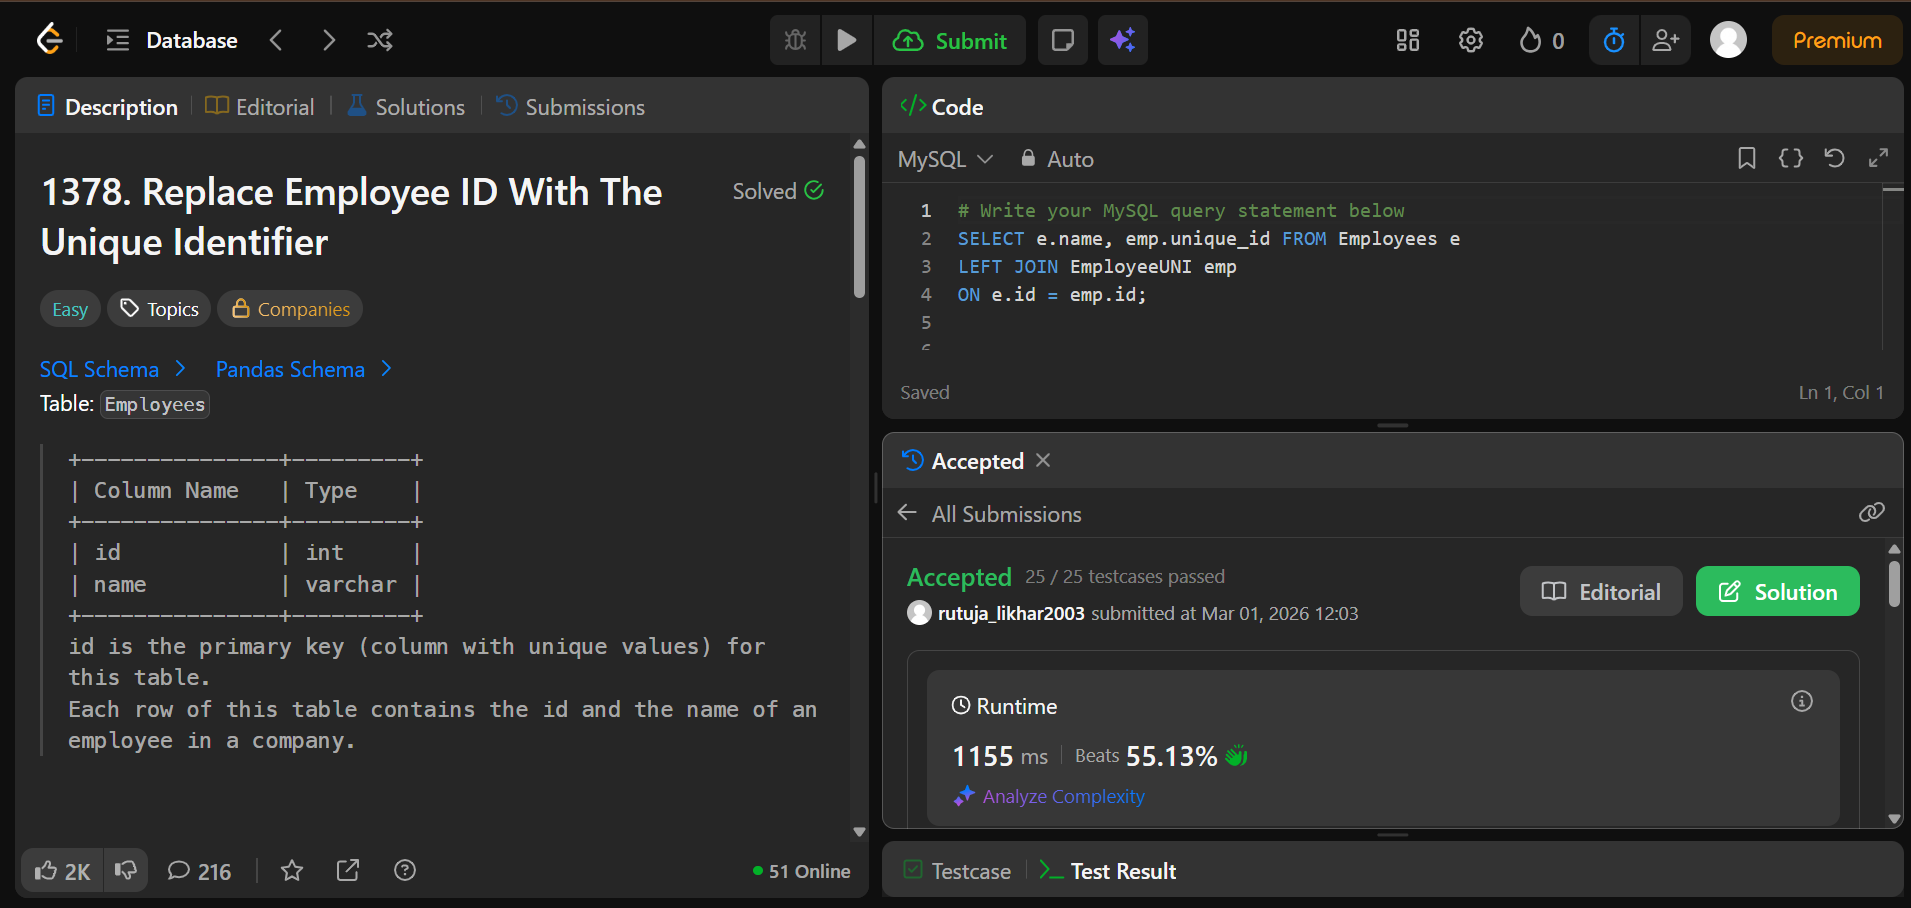 Database
Submit
0
Premium
Description
Editorial
Solutions
Submissions
1378. Replace Employee ID With The
Unique Identifier
Solved
Easy
Topics
Companies
SQL Schema
Pandas Schema
Table: Employees
+---------------+---------+
| Column Name   | Type    |
+---------------+---------+
| id            | int     |
| name          | varchar |
+---------------+---------+
id is the primary key (column with unique values) for
this table.
Each row of this table contains the id and the name of an
employee in a company.
2K
216
51 Online
</> Code
MySQL
Auto
1 # Write your MySQL query statement below
2 SELECT e.name, emp.unique_id FROM Employees e
3 LEFT JOIN EmployeeUNI emp
4 ON e.id = emp.id;
5
Saved
Ln 1, Col 1
Accepted
All Submissions
Accepted 25 / 25 testcases passed
rutuja_likhar2003 submitted at Mar 01, 2026 12:03
Editorial
Solution
Runtime
1155 ms
Beats 55.13%
Analyze Complexity
Testcase
Test Result